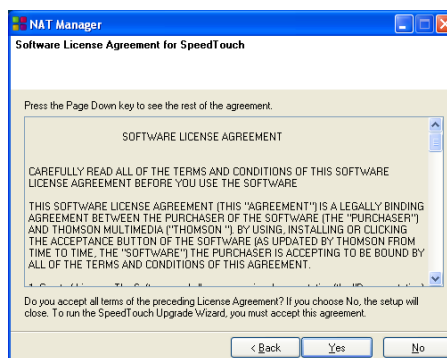 NAT Manager
Software License Agreement for SpeedTouch
Press the Page Down key to see the rest of the agreement.
SOFTWARE LICENSE AGREEMENT
CAREFULLY READ ALL OF THE TERMS AND CONDITIONS OF THIS SOFTWARE
LICENSE AGREEMENT BEFORE YOU USE THE SOFTWARE
THIS SOFTWARE LICENSE AGREEMENT (THIS "AGREEMENT") IS A LEGALLY BINDING
AGREEMENT BETWEEN THE PURCHASER OF THE SOFTWARE (THE "PURCHASER")
AND THOMSON MULTIMEDIA ("THOMSON "). BY USING, INSTALLING OR CLICKING
THE ACCEPTANCE BUTTON OF THE SOFTWARE (AS UPDATED BY THOMSON FROM
TIME TO TIME, THE "SOFTWARE") THE PURCHASER IS ACCEPTING TO BE BOUND BY
ALL OF THE TERMS AND CONDITIONS OF THIS AGREEMENT.
Do you accept all terms of the preceding License Agreement? If you choose No, the setup will
close. To run the SpeedTouch Upgrade Wizard, you must accept this agreement.
< Back Yes No